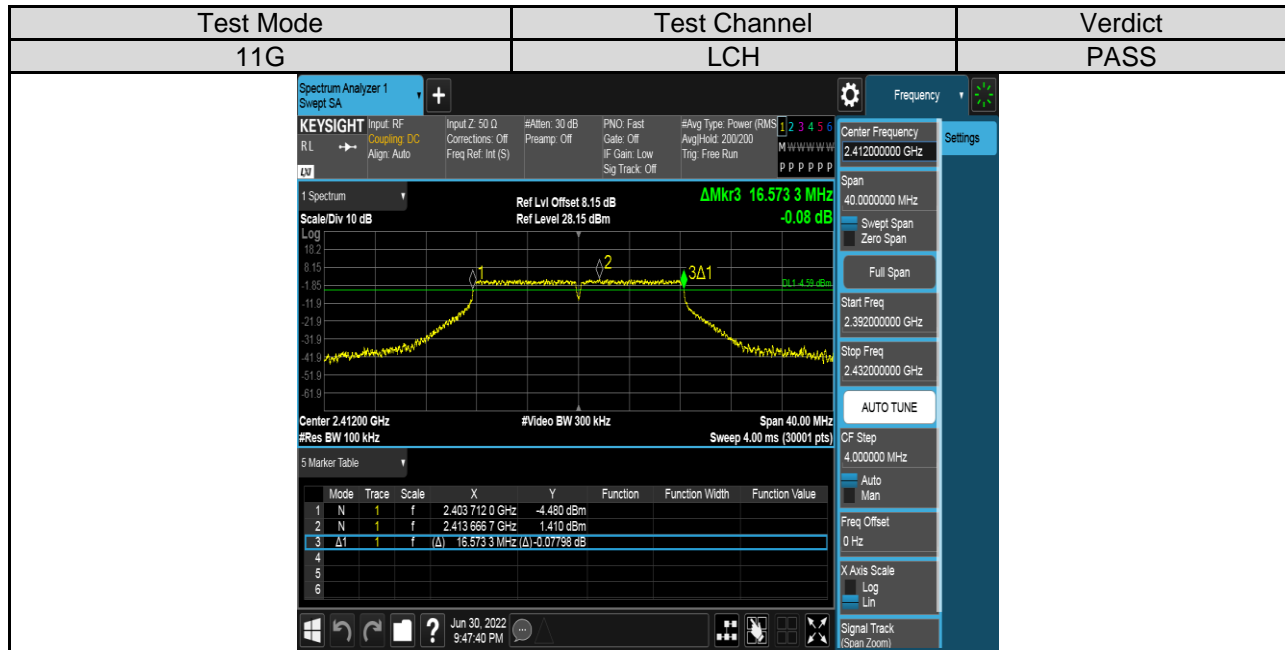 Test Mode Test Channel Verdict
11G LCH PASS
Spectrum Analyzer 1
Swept SA
Frequency
KEYSIGHT
RL
LXI
Input: RF
Coupling: DC
Align: Auto
Input Z: 50 Ω
Corrections: Off
Freq Ref: Int (S)
#Atten: 30 dB
Preamp: Off
PNO: Fast
Gate: Off
IF Gain: Low
Sig Track: Off
#Avg Type: Power (RMS
Avg|Hold: 200/200
Trig: Free Run
1 2 3 4 5 6
M W W W W W
P P P P P P
Center Frequency
2.412000000 GHz
Settings
Span
40.0000000 MHz
Swept Span
Zero Span
Full Span
Start Freq
2.392000000 GHz
Stop Freq
2.432000000 GHz
AUTO TUNE
CF Step
4.000000 MHz
Auto
Man
Freq Offset
0 Hz
X Axis Scale
Log
Lin
Signal Track
(Span Zoom)
1 Spectrum
Scale/Div 10 dB
Ref Lvl Offset 8.15 dB
Ref Level 28.15 dBm
ΔMkr3 16.573 3 MHz
-0.08 dB
Log
18.2
8.15
-1.85
-11.9
-21.9
-31.9
-41.9
-51.9
-61.9
1
2
3Δ1
DL1 -4.59 dBm
Center 2.41200 GHz #Video BW 300 kHz Span 40.00 MHz
#Res BW 100 kHz Sweep 4.00 ms (30001 pts)
5 Marker Table
Mode Trace Scale X Y Function Function Width Function Value
1 N 1 f 2.403 712 0 GHz -4.480 dBm
2 N 1 f 2.413 666 7 GHz 1.410 dBm
3 Δ1 1 f (Δ) 16.573 3 MHz (Δ) -0.07798 dB
4
5
6
?
Jun 30, 2022
9:47:40 PM